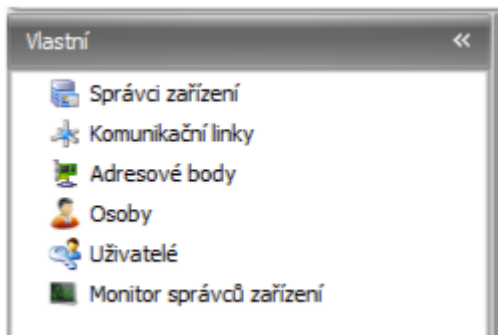 Vlastní
Správci zařízení
Komunikační linky
Adresové body
Osoby
Uživatelé
Monitor správců zařízení